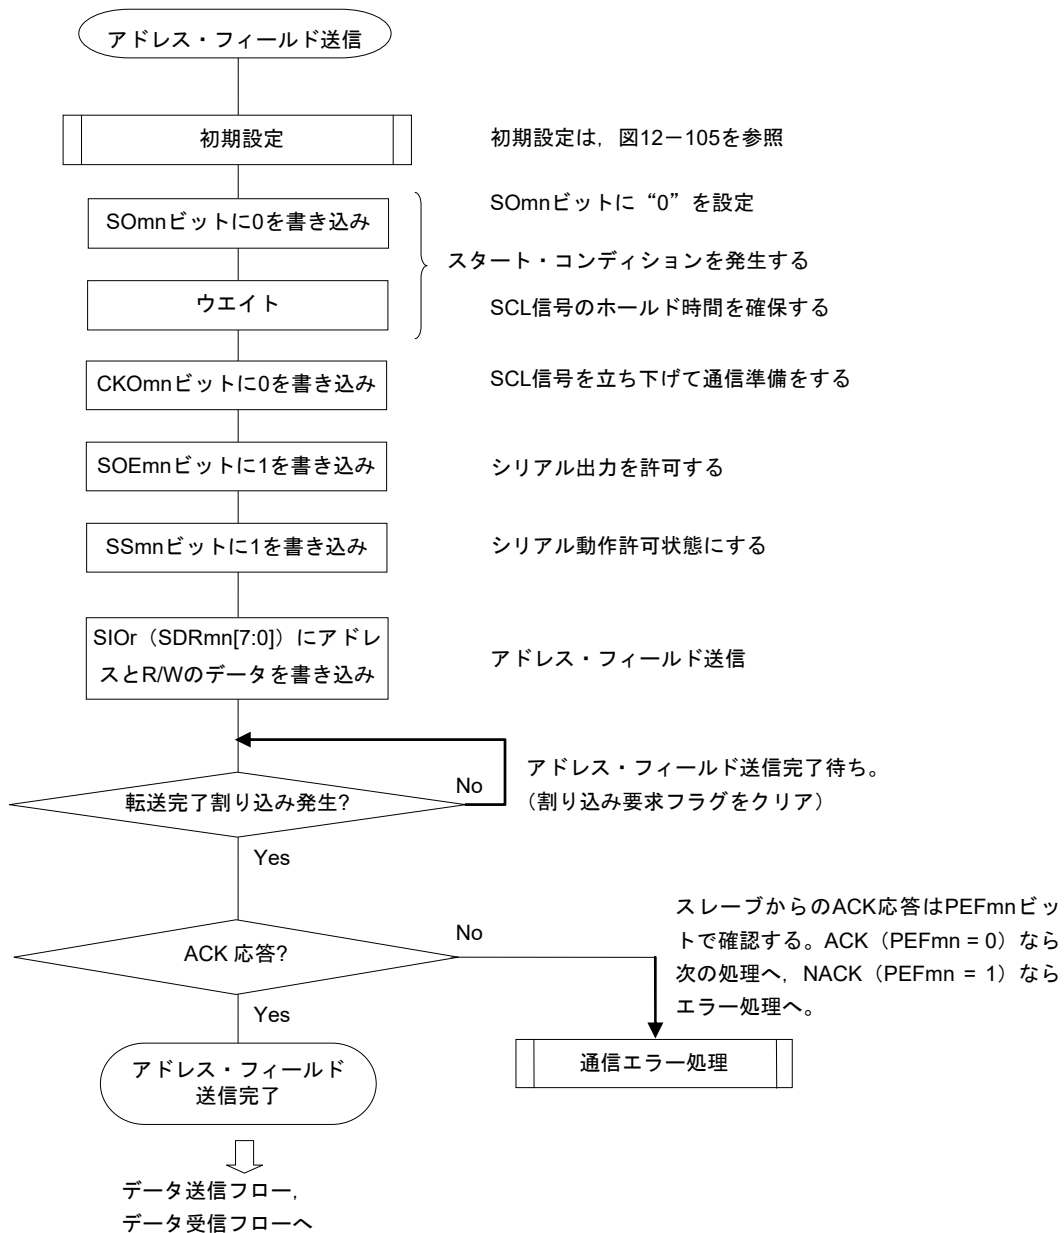 アドレス・フィールド送信
初期設定
初期設定は，図12－105を参照
SOmnビットに0を書き込み
SOmnビットに“0”を設定
スタート・コンディションを発生する
ウエイト
SCL信号のホールド時間を確保する
CKOmnビットに0を書き込み
SCL信号を立ち下げて通信準備をする
SOEmnビットに1を書き込み
シリアル出力を許可する
SSmnビットに1を書き込み
シリアル動作許可状態にする
SIOr（SDRmn[7:0]）にアドレ
スとR/Wのデータを書き込み
アドレス・フィールド送信
転送完了割り込み発生?
No
アドレス・フィールド送信完了待ち。
（割り込み要求フラグをクリア）
Yes
ACK 応答?
No
スレーブからのACK応答はPEFmnビッ
トで確認する。ACK（PEFmn = 0）なら
次の処理へ，NACK（PEFmn = 1）なら
エラー処理へ。
Yes
アドレス・フィールド
送信完了
通信エラー処理
データ送信フロー，
データ受信フローへ